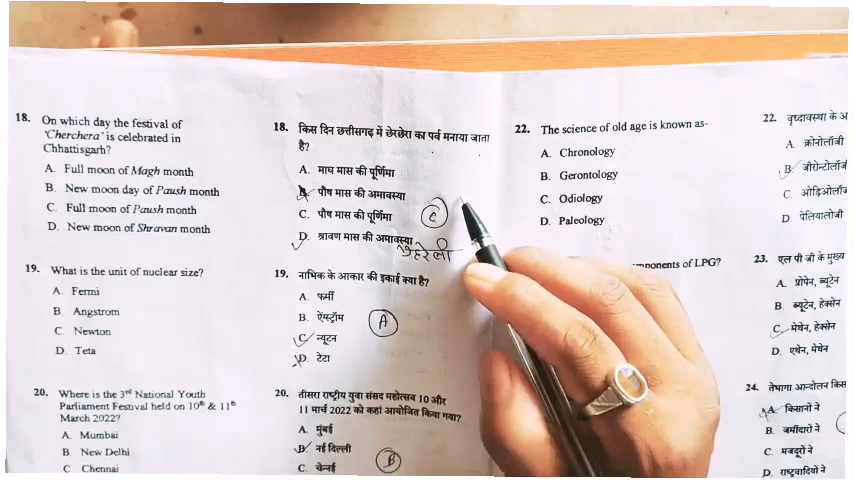 18. On which day the festival of
'Cherchera' is celebrated in
Chhattisgarh?
A. Full moon of Magh month
B. New moon day of Paush month
C. Full moon of Paush month
D. New moon of Shravan month
19. What is the unit of nuclear size?
A. Fermi
B. Angstrom
C. Newton
D. Teta
20. Where is the 3rd National Youth
Parliament Festival held on 10th & 11th
March 2022?
A. Mumbai
B. New Delhi
C. Chennai
18. किस दिन छत्तीसगढ़ में छेरछेरा का पर्व मनाया जाता
है?
A. माघ मास की पूर्णिमा
B. पौष मास की अमावस्या
C. पौष मास की पूर्णिमा
C
D. श्रावण मास की अमावस्या
19. नाभिक के आकार की इकाई क्या है?
A. फर्मी
B. ऐंग्स्ट्रॉम
A
C. न्यूटन
D. टेटा
20. तीसरा राष्ट्रीय युवा संसद महोत्सव 10 और
11 मार्च 2022 को कहां आयोजित किया गया?
A. मुंबई
B. नई दिल्ली
B
C. चेन्नई
22. The science of old age is known as-
A. Chronology
B. Gerontology
C. Odiology
D. Paleology
of LPG?
22. वृध्दावस्था के
A. क्रोनोलॉजी
B.
C.
D. पेलियालोजी
23. एल पी जी के मुख्य
A. प्रोपेन, ब्यूटेन
B. ब्यूटेन, हेक्सेन
C. मेथेन, हेक्सेन
D. एथेन, मेथेन
24. तेभागा आन्दोलन
A. किसानों ने
B. जमींदारों ने
C. मजदूरों ने
D. राष्ट्रवादियों ने